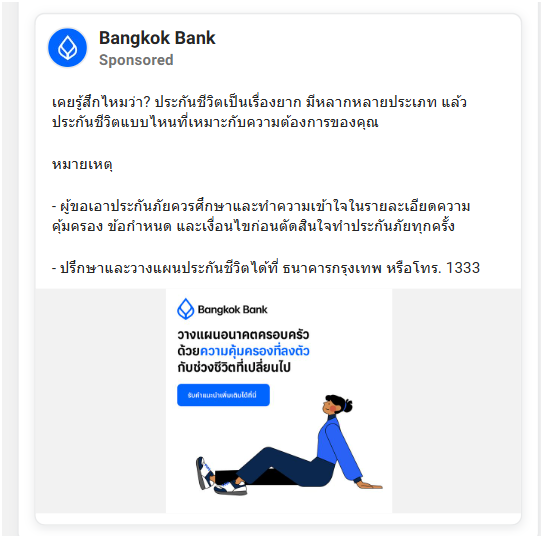 Bangkok Bank
Sponsored
เคยรู้สึกไหมว่า? ประกันชีวิตเป็นเรื่องยาก มีหลากหลายประเภท แล้ว
ประกันชีวิตแบบไหนที่เหมาะกับความต้องการของคุณ
หมายเหตุ
- ผู้ขอเอาประกันภัยควรศึกษาและทำความเข้าใจในรายละเอียดความ
คุ้มครอง ข้อกำหนด และเงื่อนไขก่อนตัดสินใจทำประกันภัยทุกครั้ง
- ปรึกษาและวางแผนประกันชีวิตได้ที่ ธนาคารกรุงเทพ หรือโทร. 1333
Bangkok Bank
วางแผนอนาคตครอบครัว
ด้วยความคุ้มครองที่ลงตัว
กับช่วงชีวิตที่เปลี่ยนไป
รับคำแนะนำเพิ่มเติมได้ที่นี่